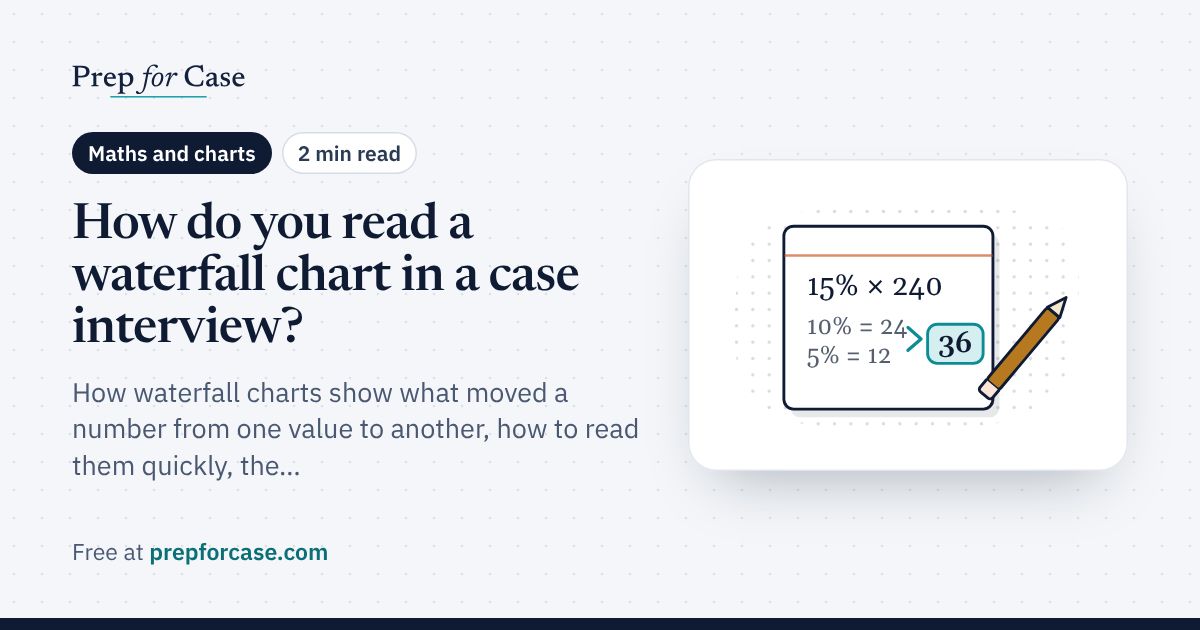 Prep for Case
Maths and charts
2 min read
How do you read a
waterfall chart in a case
interview?
How waterfall charts show what moved a
number from one value to another, how to read
them quickly, the...
Free at prepforcase.com
15% × 240
10% = 24
5% = 12
36